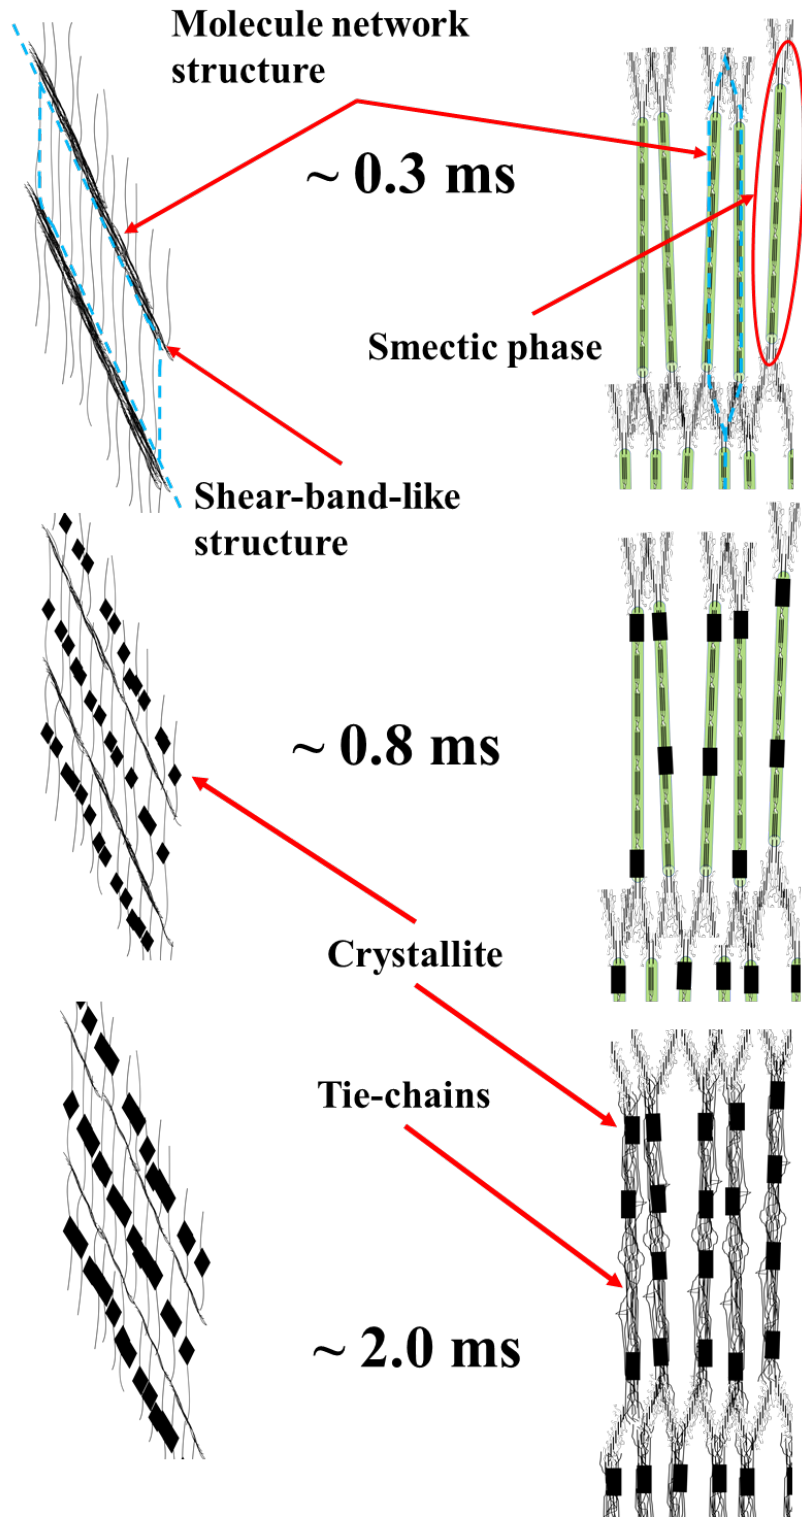 Molecule network
structure
~ 0.3 ms
Smectic phase
Shear-band-like
structure
~ 0.8 ms
Crystallite
Tie-chains
~ 2.0 ms